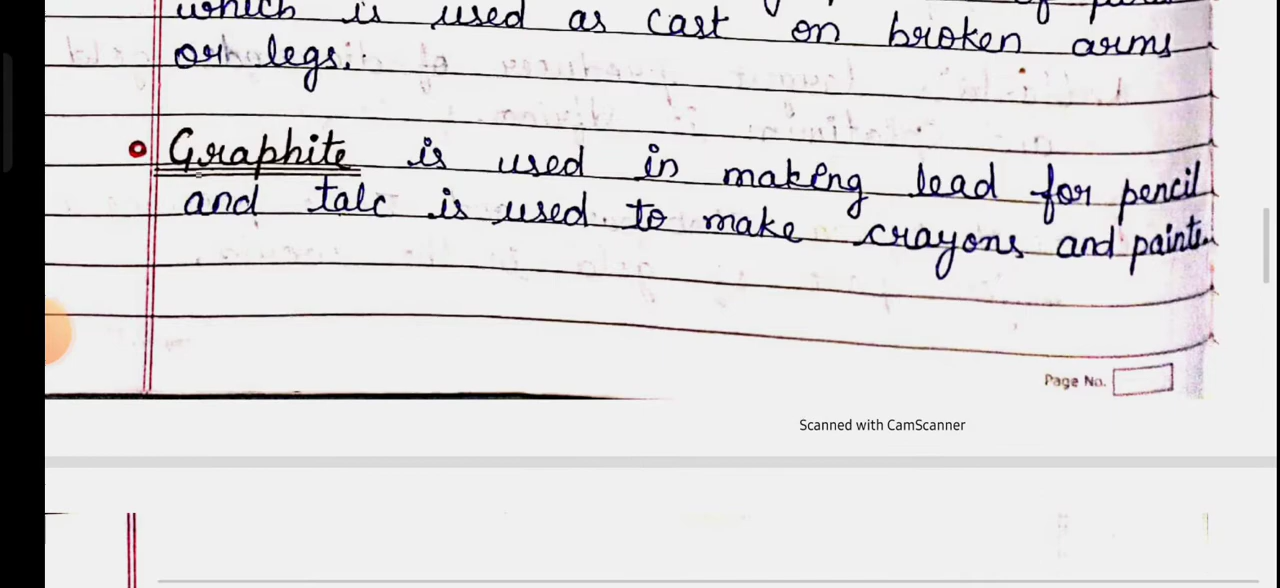 which is used as cast on broken arms
or legs.
Graphite is used in making lead for pencil
and talc is used to make crayons and paints.
Page No.
Scanned with CamScanner